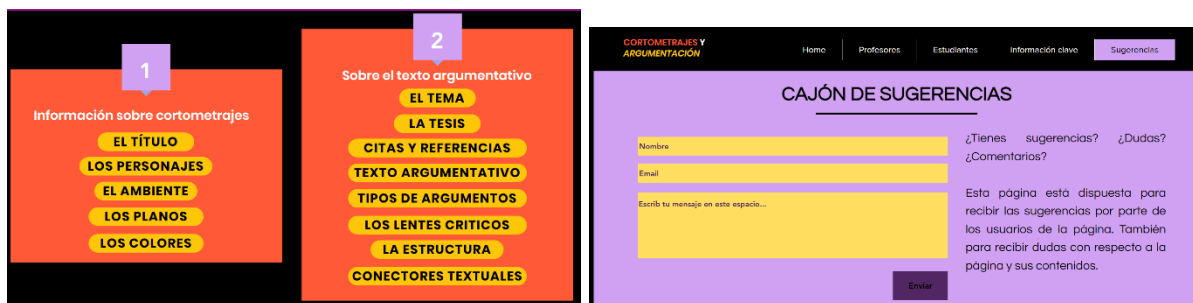 1
Información sobre cortometrajes
EL TÍTULO
LOS PERSONAJES
EL AMBIENTE
LOS PLANOS
LOS COLORES
2
Sobre el texto argumentativo
EL TEMA
LA TESIS
CITAS Y REFERENCIAS
TEXTO ARGUMENTATIVO
TIPOS DE ARGUMENTOS
LOS LENTES CRITICOS
LA ESTRUCTURA
CONECTORES TEXTUALES
CORTOMETRAJES Y
ARGUMENTACIÓN
Home Profesores Estudiantes Información clave Sugerencias
CAJÓN DE SUGERENCIAS
Nombre
Email
Escrib tu mensaje en este espacio...
Enviar
¿Tienes sugerencias? ¿Dudas?
¿Comentarios?
Esta página está dispuesta para
recibir las sugerencias por parte de
los usuarios de la página. También
para recibir dudas con respecto a la
página y sus contenidos.